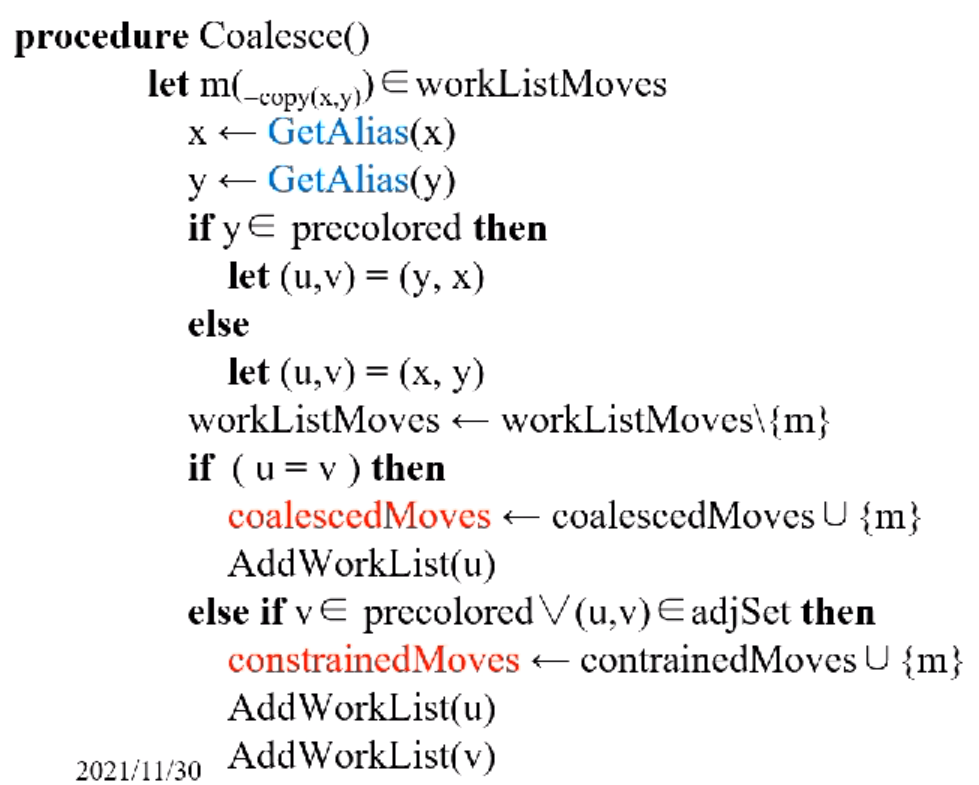 procedure Coalesce()
let m(_copy(x,y)) ∈ workListMoves
x ← GetAlias(x)
y ← GetAlias(y)
if y ∈ precolored then
let (u,v) = (y, x)
else
let (u,v) = (x, y)
workListMoves ← workListMoves\{m}
if ( u = v ) then
coalescedMoves ← coalescedMoves ∪ {m}
AddWorkList(u)
else if v ∈ precolored ∨ (u,v) ∈ adjSet then
constrainedMoves ← contrainedMoves ∪ {m}
AddWorkList(u)
AddWorkList(v)
2021/11/30